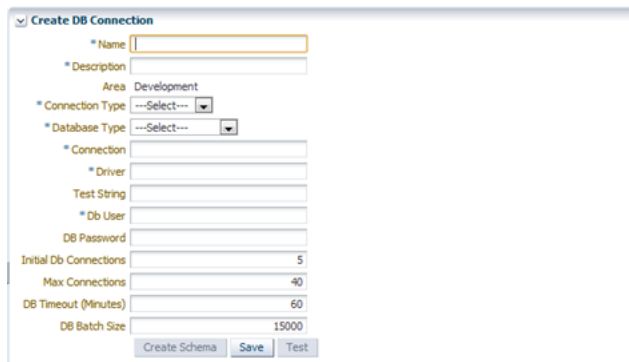 Create DB Connection
* Name
* Description
Area Development
* Connection Type ---Select---
* Database Type ---Select---
* Connection
* Driver
Test String
* Db User
DB Password
Initial Db Connections 5
Max Connections 40
DB Timeout (Minutes) 60
DB Batch Size 15000
Create Schema Save Test